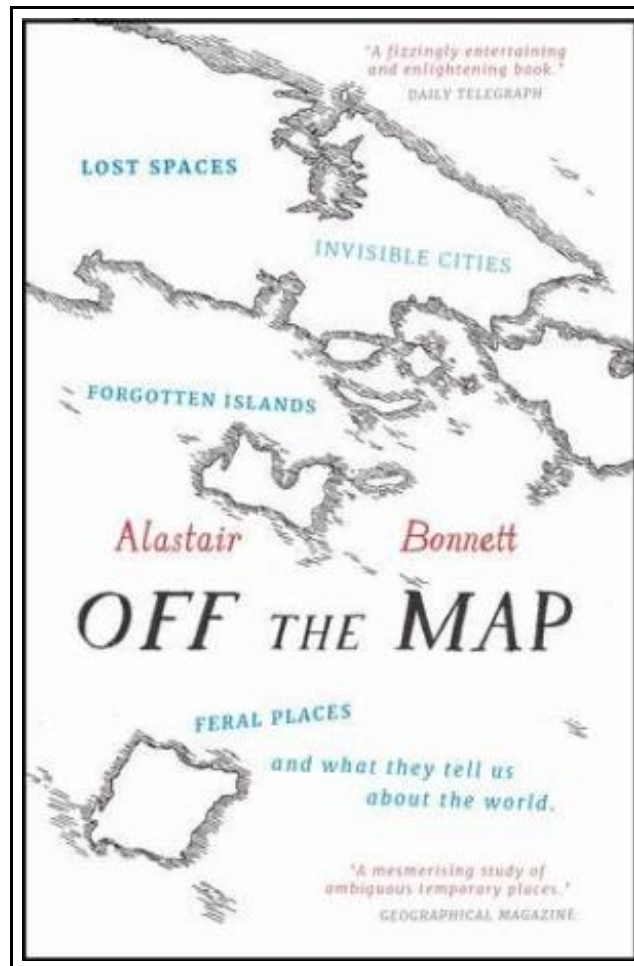 "A fizzingly entertaining
and enlightening book."
DAILY TELEGRAPH
LOST SPACES
INVISIBLE CITIES
FORGOTTEN ISLANDS
Alastair Bonnett
OFF THE MAP
FERAL PLACES
and what they tell us
about the world.
"A mesmerising study of
ambiguous temporary places."
GEOGRAPHICAL MAGAZINE